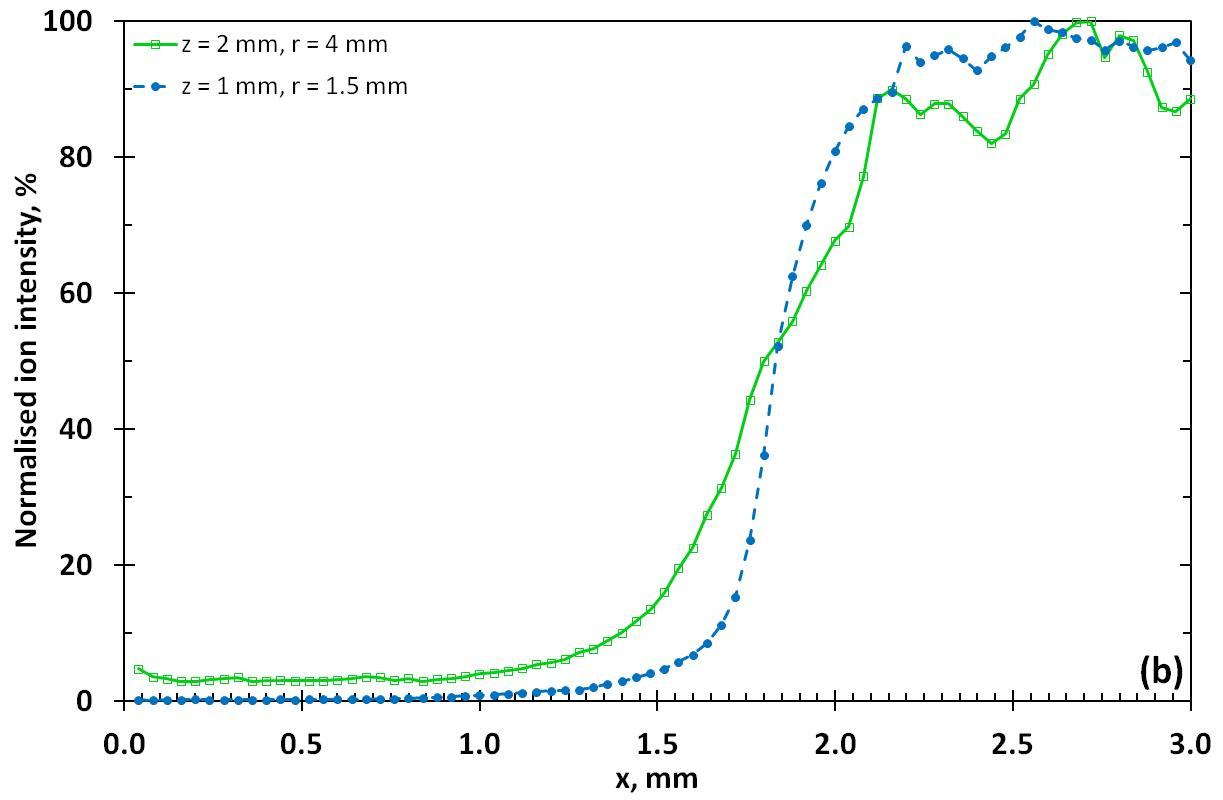 100
z = 2 mm, r = 4 mm
z = 1 mm, r = 1.5 mm
80
60
40
20
0
Normalised ion intensity, %
(b)
0.0 0.5 1.0 1.5 2.0 2.5 3.0
x, mm